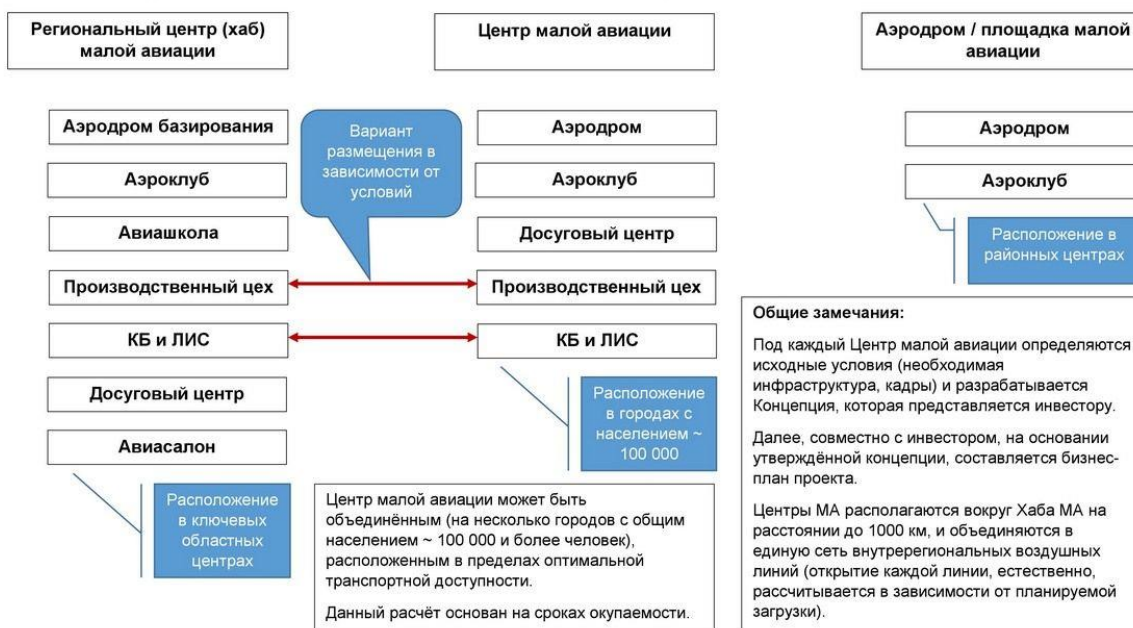 Региональный центр (хаб)
малой авиации
Аэродром базирования
Аэроклуб
Авиашкола
Производственный цех
КБ и ЛИС
Досуговый центр
Авиасалон
Расположение
в ключевых
областных
центрах
Вариант
размещения в
зависимости от
условий
Центр малой авиации
Аэродром
Аэроклуб
Досуговый центр
Производственный цех
КБ и ЛИС
Расположение
в городах с
населением ~
100 000
Центр малой авиации может быть
объединённым (на несколько городов с общим
населением ~ 100 000 и более человек),
расположенным в пределах оптимальной
транспортной доступности.
Данный расчёт основан на сроках окупаемости.
Аэродром / площадка малой
авиации
Аэродром
Аэроклуб
Расположение в
районных центрах
Общие замечания:
Под каждый Центр малой авиации определяются
исходные условия (необходимая
инфраструктура, кадры) и разрабатывается
Концепция, которая представляется инвестору.
Далее, совместно с инвестором, на основании
утверждённой концепции, составляется бизнес-
план проекта.
Центры МА располагаются вокруг Хаба МА на
расстоянии до 1000 км, и объединяются в
единую сеть внутререгиональных воздушных
линий (открытие каждой линии, естественно,
рассчитывается в зависимости от планируемой
загрузки).